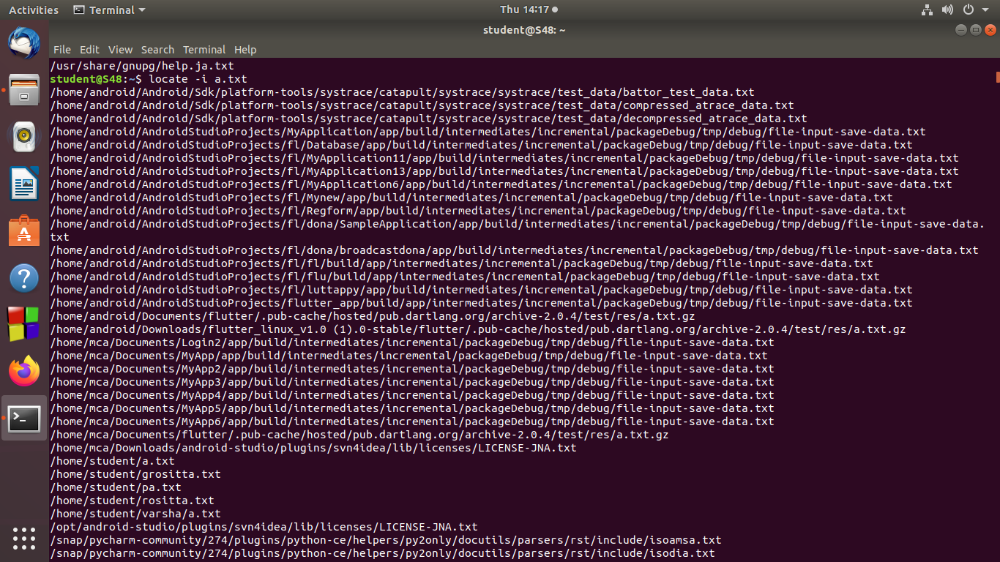 Activities Terminal Thu 14:17
student@S48: ~
File Edit View Search Terminal Help
/usr/share/gnupg/help.ja.txt
student@S48:~$ locate -i a.txt
/home/android/Android/Sdk/platform-tools/systrace/catapult/systrace/systrace/test_data/battor_test_data.txt
/home/android/Android/Sdk/platform-tools/systrace/catapult/systrace/systrace/test_data/compressed_atrace_data.txt
/home/android/Android/Sdk/platform-tools/systrace/catapult/systrace/systrace/test_data/decompressed_atrace_data.txt
/home/android/AndroidStudioProjects/MyApplication/app/build/intermediates/incremental/packageDebug/tmp/debug/file-input-save-data.txt
/home/android/AndroidStudioProjects/fl/Database/app/build/intermediates/incremental/packageDebug/tmp/debug/file-input-save-data.txt
/home/android/AndroidStudioProjects/fl/MyApplication11/app/build/intermediates/incremental/packageDebug/tmp/debug/file-input-save-data.txt
/home/android/AndroidStudioProjects/fl/MyApplication13/app/build/intermediates/incremental/packageDebug/tmp/debug/file-input-save-data.txt
/home/android/AndroidStudioProjects/fl/MyApplication6/app/build/intermediates/incremental/packageDebug/tmp/debug/file-input-save-data.txt
/home/android/AndroidStudioProjects/fl/Mynew/app/build/intermediates/incremental/packageDebug/tmp/debug/file-input-save-data.txt
/home/android/AndroidStudioProjects/fl/Regform/app/build/intermediates/incremental/packageDebug/tmp/debug/file-input-save-data.txt
/home/android/AndroidStudioProjects/fl/dona/SampleApplication/app/build/intermediates/incremental/packageDebug/tmp/debug/file-input-save-data.
txt
/home/android/AndroidStudioProjects/fl/dona/broadcastdona/app/build/intermediates/incremental/packageDebug/tmp/debug/file-input-save-data.txt
/home/android/AndroidStudioProjects/fl/fl/build/app/intermediates/incremental/packageDebug/tmp/debug/file-input-save-data.txt
/home/android/AndroidStudioProjects/fl/flu/build/app/intermediates/incremental/packageDebug/tmp/debug/file-input-save-data.txt
/home/android/AndroidStudioProjects/fl/luttappy/app/build/intermediates/incremental/packageDebug/tmp/debug/file-input-save-data.txt
/home/android/AndroidStudioProjects/flutter_app/build/app/intermediates/incremental/packageDebug/tmp/debug/file-input-save-data.txt
/home/android/Documents/flutter/.pub-cache/hosted/pub.dartlang.org/archive-2.0.4/test/res/a.txt.gz
/home/android/Downloads/flutter_linux_v1.0 (1).0-stable/flutter/.pub-cache/hosted/pub.dartlang.org/archive-2.0.4/test/res/a.txt.gz
/home/mca/Documents/Login2/app/build/intermediates/incremental/packageDebug/tmp/debug/file-input-save-data.txt
/home/mca/Documents/MyApp/app/build/intermediates/incremental/packageDebug/tmp/debug/file-input-save-data.txt
/home/mca/Documents/MyApp2/app/build/intermediates/incremental/packageDebug/tmp/debug/file-input-save-data.txt
/home/mca/Documents/MyApp3/app/build/intermediates/incremental/packageDebug/tmp/debug/file-input-save-data.txt
/home/mca/Documents/MyApp4/app/build/intermediates/incremental/packageDebug/tmp/debug/file-input-save-data.txt
/home/mca/Documents/MyApp5/app/build/intermediates/incremental/packageDebug/tmp/debug/file-input-save-data.txt
/home/mca/Documents/MyApp6/app/build/intermediates/incremental/packageDebug/tmp/debug/file-input-save-data.txt
/home/mca/Documents/flutter/.pub-cache/hosted/pub.dartlang.org/archive-2.0.4/test/res/a.txt.gz
/home/mca/Downloads/android-studio/plugins/svn4idea/lib/licenses/LICENSE-JNA.txt
/home/student/a.txt
/home/student/grositta.txt
/home/student/pa.txt
/home/student/rositta.txt
/home/student/varsha/a.txt
/opt/android-studio/plugins/svn4idea/lib/licenses/LICENSE-JNA.txt
/snap/pycharm-community/274/plugins/python-ce/helpers/py2only/docutils/parsers/rst/include/isoamsa.txt
/snap/pycharm-community/274/plugins/python-ce/helpers/py2only/docutils/parsers/rst/include/isodia.txt